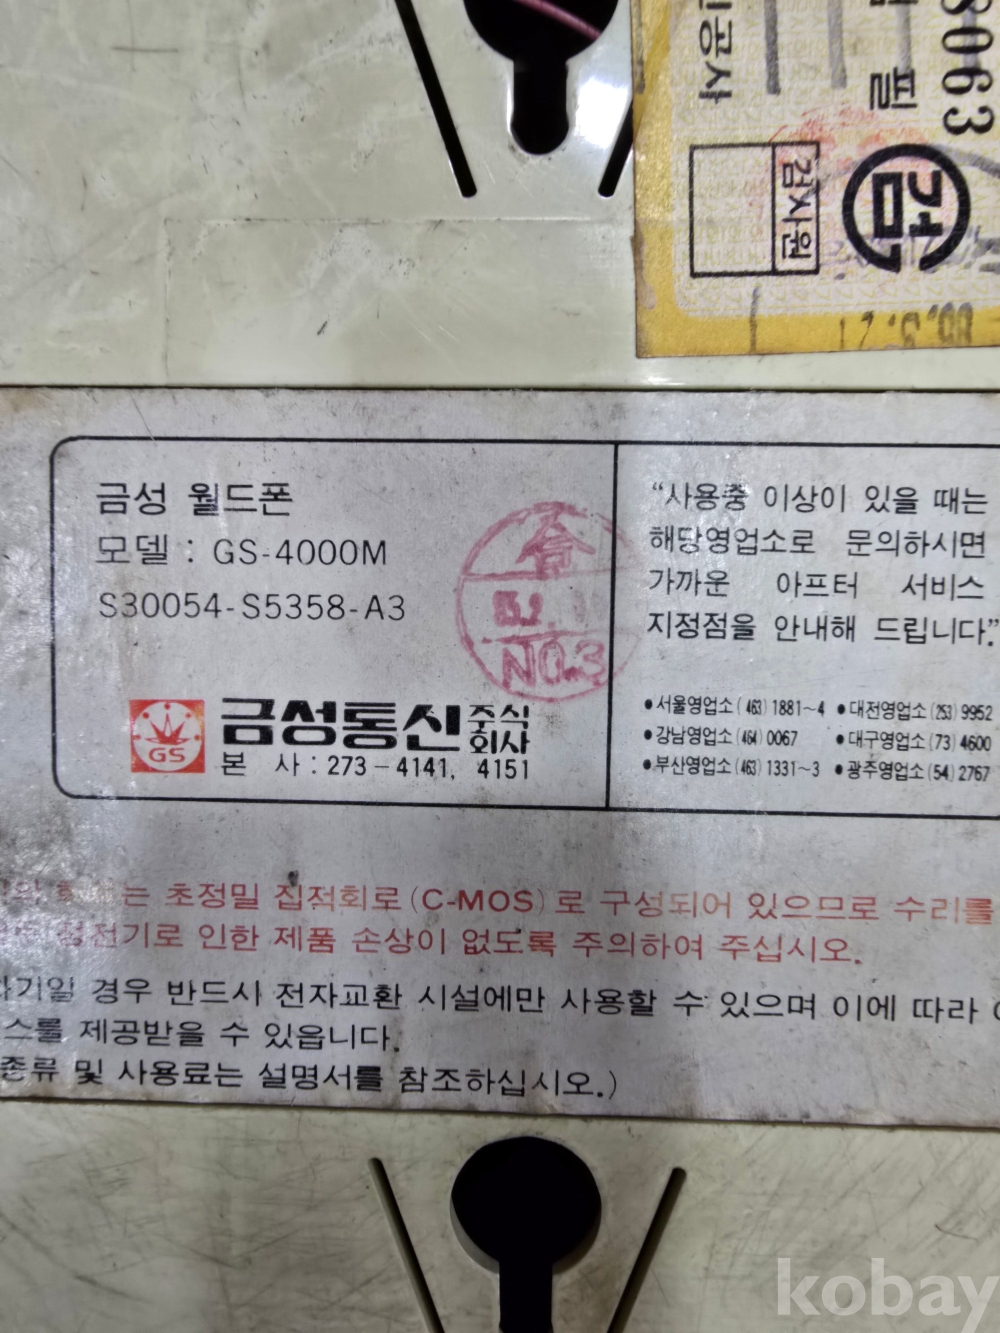 8063
필
공사
검
검사원
금성 월드폰
모델 : GS-4000M
S30054-S5358-A3
GS
금성통신 주식회사
본 사 : 273-4141, 4151
NO.3
“사용중 이상이 있을 때는
해당영업소로 문의하시면
가까운 아프터 서비스
지정점을 안내해 드립니다.”
•서울영업소(463)1881~4 •대전영업소(253)9952
•강남영업소(464)0067 •대구영업소(73)4600
•부산영업소(463)1331~3 •광주영업소(54)2767
는 초정밀 집적회로(C-MOS)로 구성되어 있으므로 수리를
정전기로 인한 제품 손상이 없도록 주의하여 주십시오.
기일 경우 반드시 전자교환 시설에만 사용할 수 있으며 이에 따라
스를 제공받을 수 있읍니다.
종류 및 사용료는 설명서를 참조하십시오.)
kobay